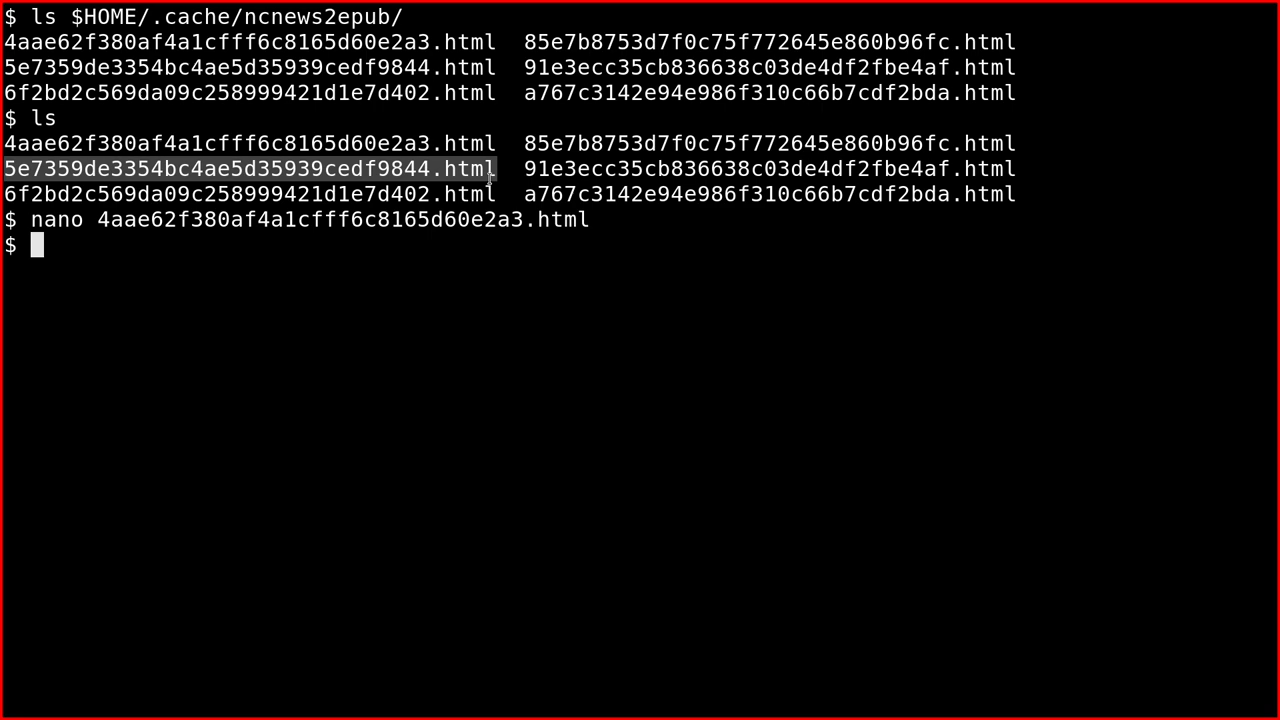 $ ls $HOME/.cache/ncnews2epub/
4aae62f380af4a1cfff6c8165d60e2a3.html  85e7b8753d7f0c75f772645e860b96fc.html
5e7359de3354bc4ae5d35939cedf9844.html  91e3ecc35cb836638c03de4df2fbe4af.html
6f2bd2c569da09c258999421d1e7d402.html  a767c3142e94e986f310c66b7cdf2bda.html
$ ls
4aae62f380af4a1cfff6c8165d60e2a3.html  85e7b8753d7f0c75f772645e860b96fc.html
5e7359de3354bc4ae5d35939cedf9844.html  91e3ecc35cb836638c03de4df2fbe4af.html
6f2bd2c569da09c258999421d1e7d402.html  a767c3142e94e986f310c66b7cdf2bda.html
$ nano 4aae62f380af4a1cfff6c8165d60e2a3.html
$